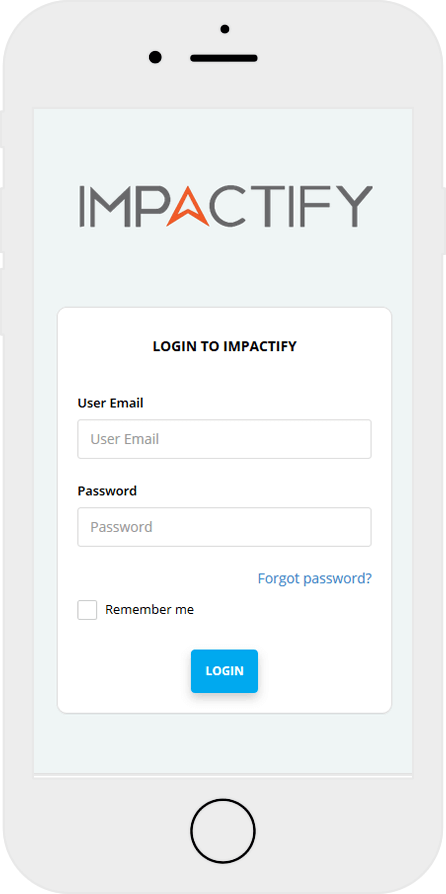 IMPACTIFY
LOGIN TO IMPACTIFY
User Email
User Email
Password
Password
Forgot password?
Remember me
LOGIN